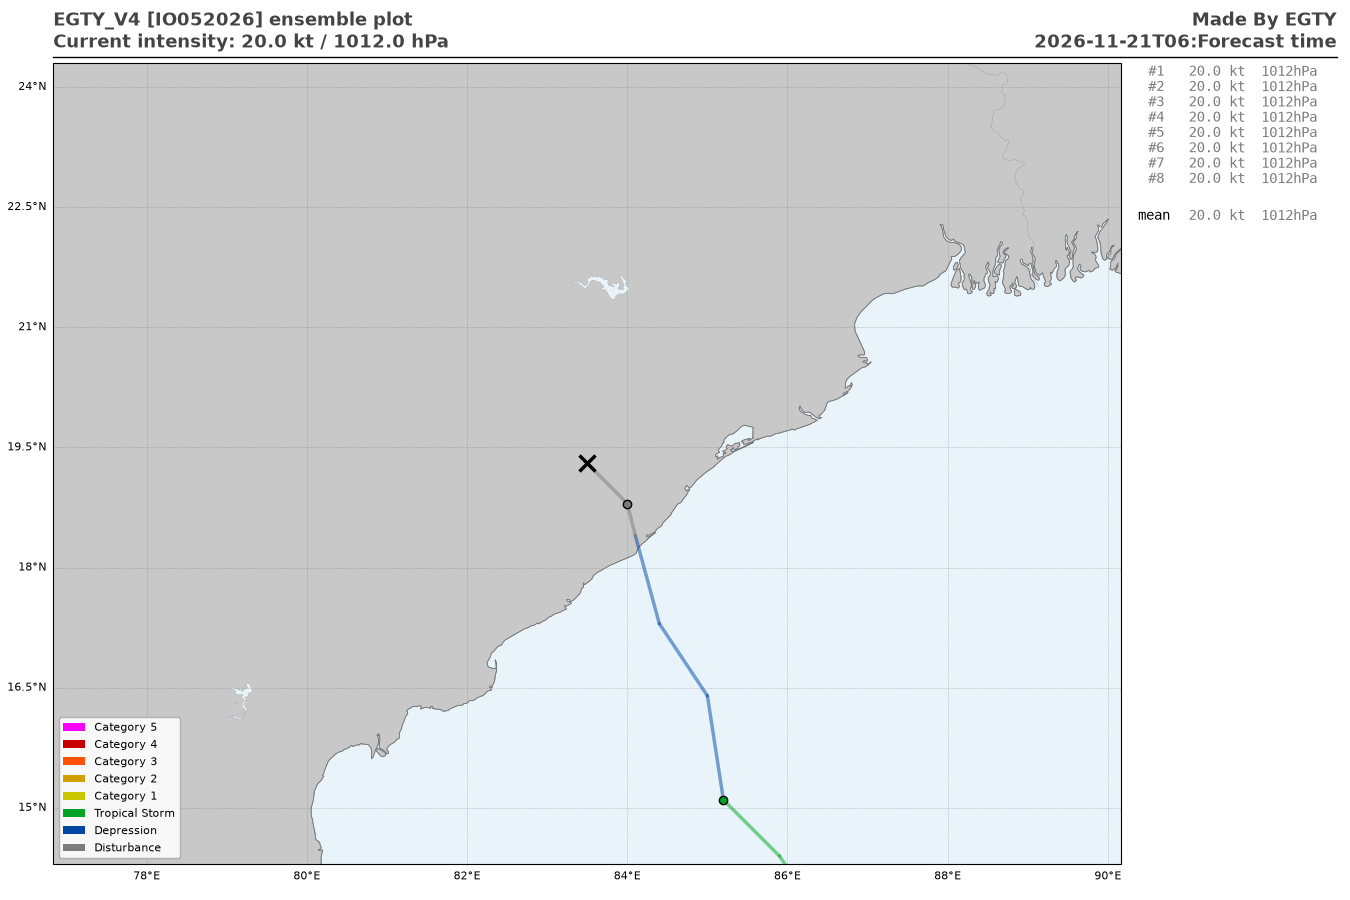 EGTY_V4 [IO052026] ensemble plot
Current intensity: 20.0 kt / 1012.0 hPa
Made By EGTY
2026-11-21T06:Forecast time
#1 20.0 kt 1012hPa
#2 20.0 kt 1012hPa
#3 20.0 kt 1012hPa
#4 20.0 kt 1012hPa
#5 20.0 kt 1012hPa
#6 20.0 kt 1012hPa
#7 20.0 kt 1012hPa
#8 20.0 kt 1012hPa
mean 20.0 kt 1012hPa
24°N
22.5°N
21°N
19.5°N
18°N
16.5°N
15°N
Category 5
Category 4
Category 3
Category 2
Category 1
Tropical Storm
Depression
Disturbance
78°E 80°E 82°E 84°E 86°E 88°E 90°E